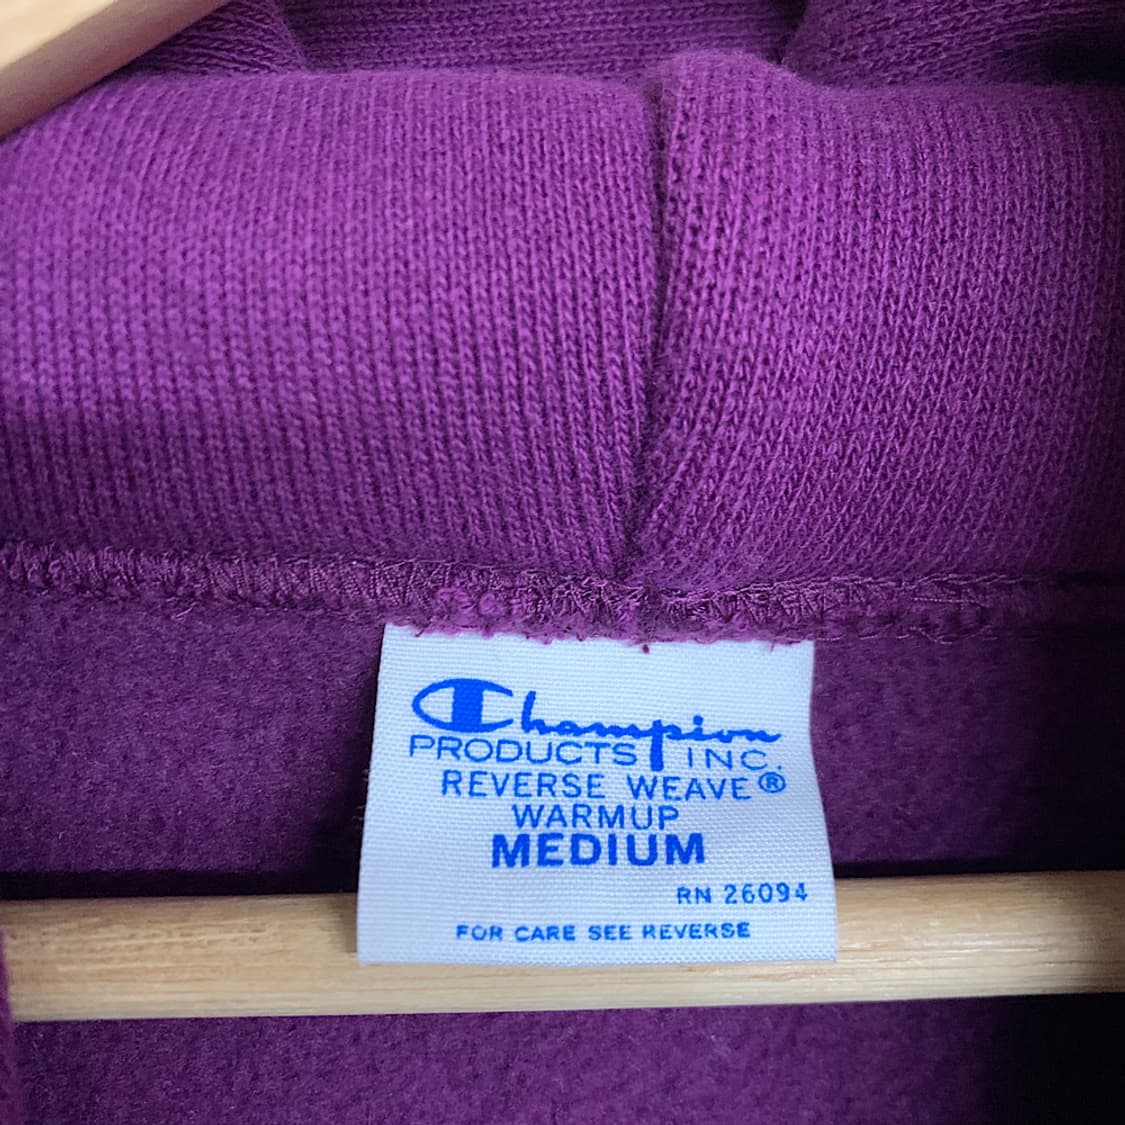 Champion
PRODUCTS INC.
REVERSE WEAVE®
WARMUP
MEDIUM
RN 26094
FOR CARE SEE REVERSE